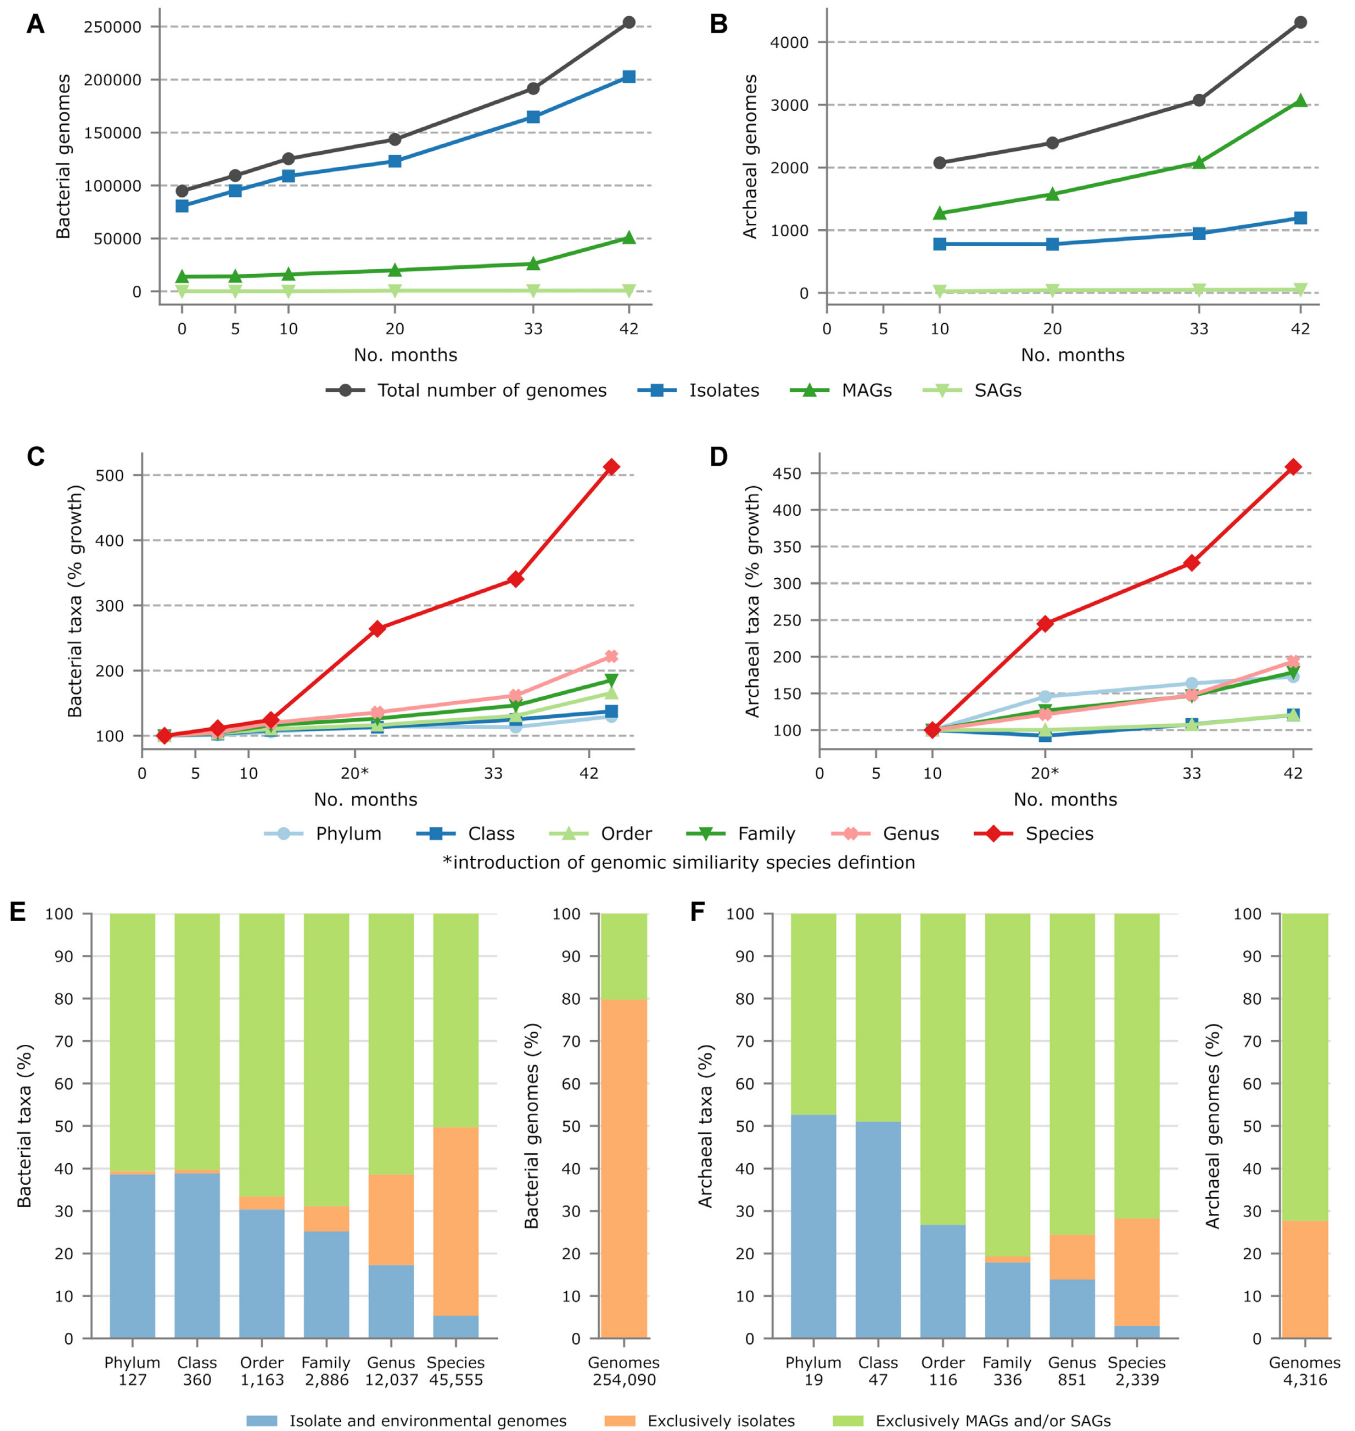 A
Bacterial genomes
250000
200000
150000
100000
50000
0
0 5 10 20 33 42
No. months
B
Archaeal genomes
4000
3000
2000
1000
0
0 5 10 20 33 42
No. months
Total number of genomes Isolates MAGs SAGs
C
Bacterial taxa (% growth)
500
400
300
200
100
0 5 10 20* 33 42
No. months
D
Archaeal taxa (% growth)
450
400
350
300
250
200
150
100
0 5 10 20* 33 42
No. months
Phylum Class Order Family Genus Species
*introduction of genomic similiarity species defintion
E
Bacterial taxa (%)
100
90
80
70
60
50
40
30
20
10
0
Phylum Class Order Family Genus Species
127 360 1,163 2,886 12,037 45,555
Bacterial genomes (%)
100
90
80
70
60
50
40
30
20
10
0
Genomes
254,090
F
Archaeal taxa (%)
100
90
80
70
60
50
40
30
20
10
0
Phylum Class Order Family Genus Species
19 47 116 336 851 2,339
Archaeal genomes (%)
100
90
80
70
60
50
40
30
20
10
0
Genomes
4,316
Isolate and environmental genomes Exclusively isolates Exclusively MAGs and/or SAGs